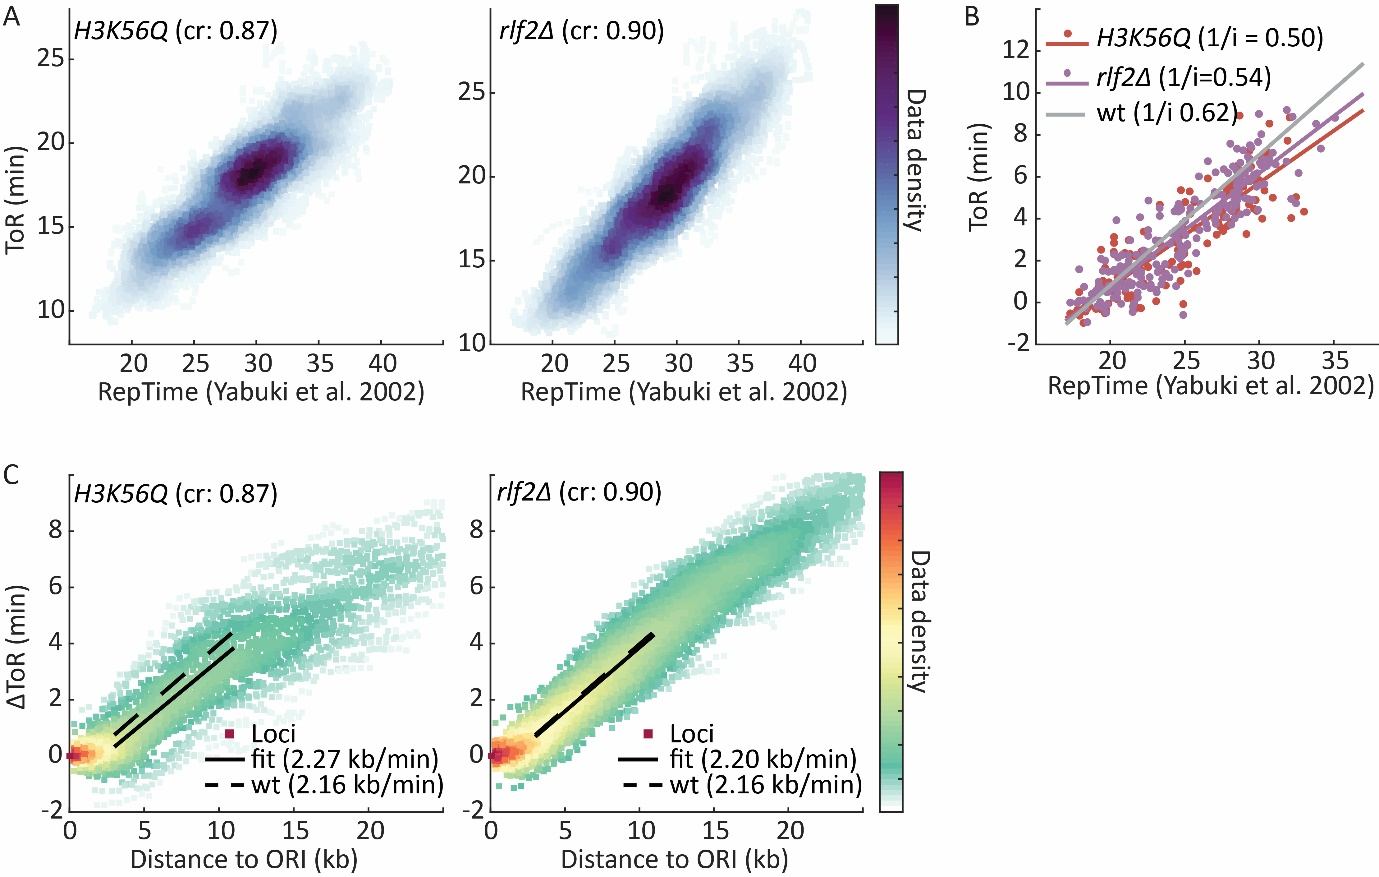 A
H3K56Q (cr: 0.87)
25
20
15
10
ToR (min)
20 25 30 35 40
RepTime (Yabuki et al. 2002)
rlf2Δ (cr: 0.90)
25
20
15
10
20 25 30 35 40
RepTime (Yabuki et al. 2002)
Data density
B
H3K56Q (1/i = 0.50)
rlf2Δ (1/i=0.54)
wt (1/i 0.62)
12
10
8
6
4
2
0
-2
ToR (min)
20 25 30 35
RepTime (Yabuki et al. 2002)
C
H3K56Q (cr: 0.87)
8
6
4
2
0
-2
ΔToR (min)
Loci
fit (2.27 kb/min)
wt (2.16 kb/min)
0 5 10 15 20
Distance to ORI (kb)
rlf2Δ (cr: 0.90)
8
6
4
2
0
-2
Loci
fit (2.20 kb/min)
wt (2.16 kb/min)
0 5 10 15 20
Distance to ORI (kb)
Data density